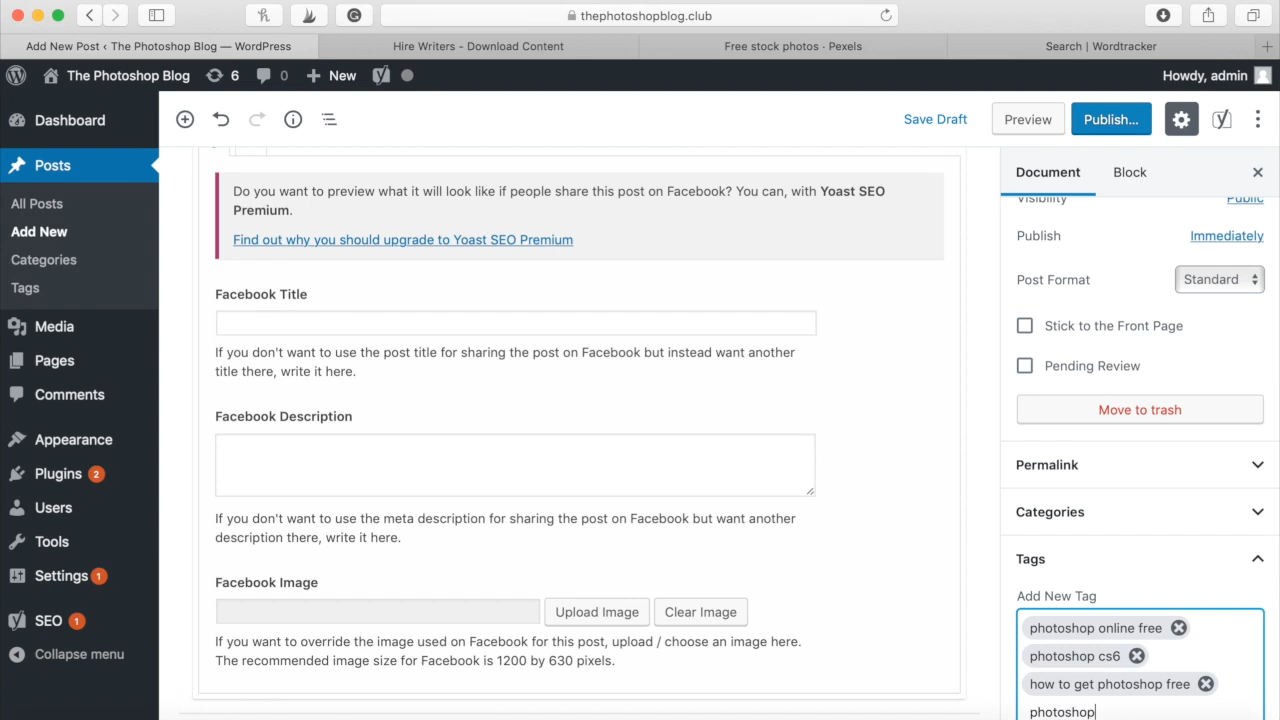 thephotoshopblog.club
Add New Post ‹ The Photoshop Blog — WordPress
Hire Writers - Download Content
Free stock photos · Pexels
Search | Wordtracker
The Photoshop Blog
6
0
New
Howdy, admin
Dashboard
Posts
All Posts
Add New
Categories
Tags
Media
Pages
Comments
Appearance
Plugins 2
Users
Tools
Settings 1
SEO 1
Collapse menu
Save Draft
Preview
Publish...
Do you want to preview what it will look like if people share this post on Facebook? You can, with Yoast SEO
Premium.
Find out why you should upgrade to Yoast SEO Premium
Facebook Title
If you don't want to use the post title for sharing the post on Facebook but instead want another
title there, write it here.
Facebook Description
If you don't want to use the meta description for sharing the post on Facebook but want another
description there, write it here.
Facebook Image
Upload Image
Clear Image
If you want to override the image used on Facebook for this post, upload / choose an image here.
The recommended image size for Facebook is 1200 by 630 pixels.
Document
Block
Visibility
Public
Publish
Immediately
Post Format
Standard
Stick to the Front Page
Pending Review
Move to trash
Permalink
Categories
Tags
Add New Tag
photoshop online free
photoshop cs6
how to get photoshop free
photoshop